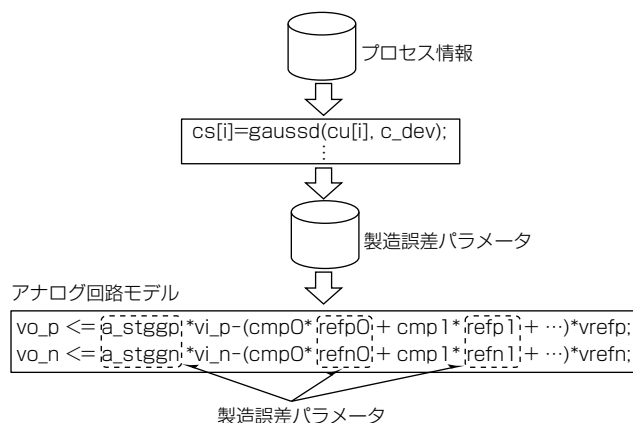 プロセス情報
cs[i]=gaussd(cu[i], c_dev);
⋮
製造誤差パラメータ
アナログ回路モデル
vo_p <= a_stggp *vi_p-(cmp0* refp0 + cmp1* refp1 + …)*vrefp;
vo_n <= a_stggn *vi_n-(cmp0* refn0 + cmp1* refn1 + …)*vrefn;
製造誤差パラメータ